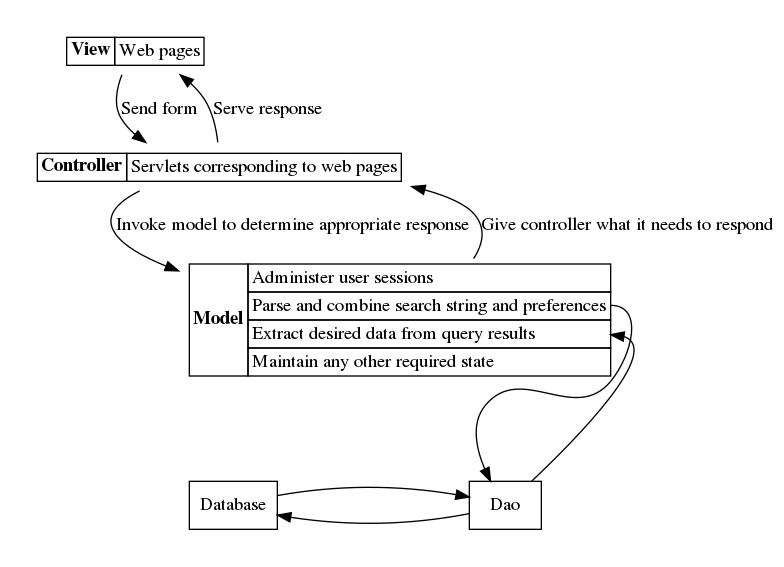 View Web pages
Send form Serve response
Controller Servlets corresponding to web pages
Invoke model to determine appropriate response Give controller what it needs to respond
Administer user sessions
Parse and combine search string and preferences
Model
Extract desired data from query results
Maintain any other required state
Database Dao